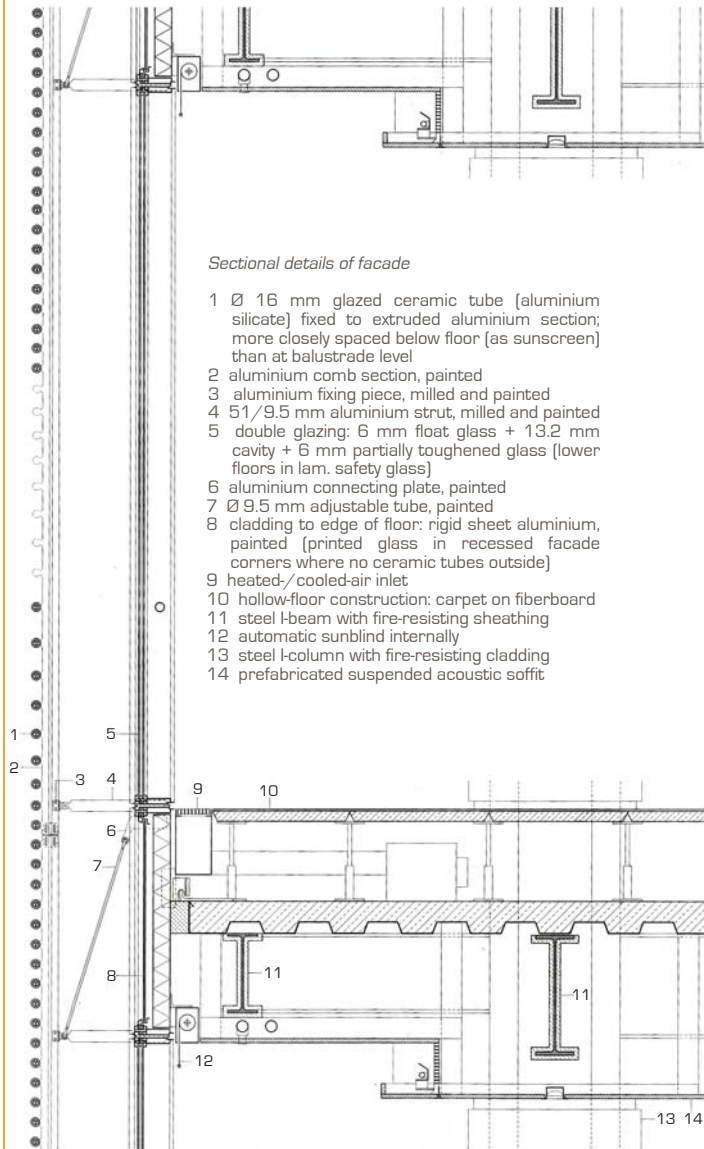 Sectional details of facade
1 Ø 16 mm glazed ceramic tube (aluminium
silicate) fixed to extruded aluminium section;
more closely spaced below floor (as sunscreen)
than at balustrade level
2 aluminium comb section, painted
3 aluminium fixing piece, milled and painted
4 51/9.5 mm aluminium strut, milled and painted
5 double glazing: 6 mm float glass + 13.2 mm
cavity + 6 mm partially toughened glass (lower
floors in lam. safety glass)
6 aluminium connecting plate, painted
7 Ø 9.5 mm adjustable tube, painted
8 cladding to edge of floor: rigid sheet aluminium,
painted (printed glass in recessed facade
corners where no ceramic tubes outside)
9 heated-/cooled-air inlet
10 hollow-floor construction: carpet on fiberboard
11 steel I-beam with fire-resisting sheathing
12 automatic sunblind internally
13 steel I-column with fire-resisting cladding
14 prefabricated suspended acoustic soffit
1
5
2
3
4
9
10
6
7
8
11
11
12
13 14